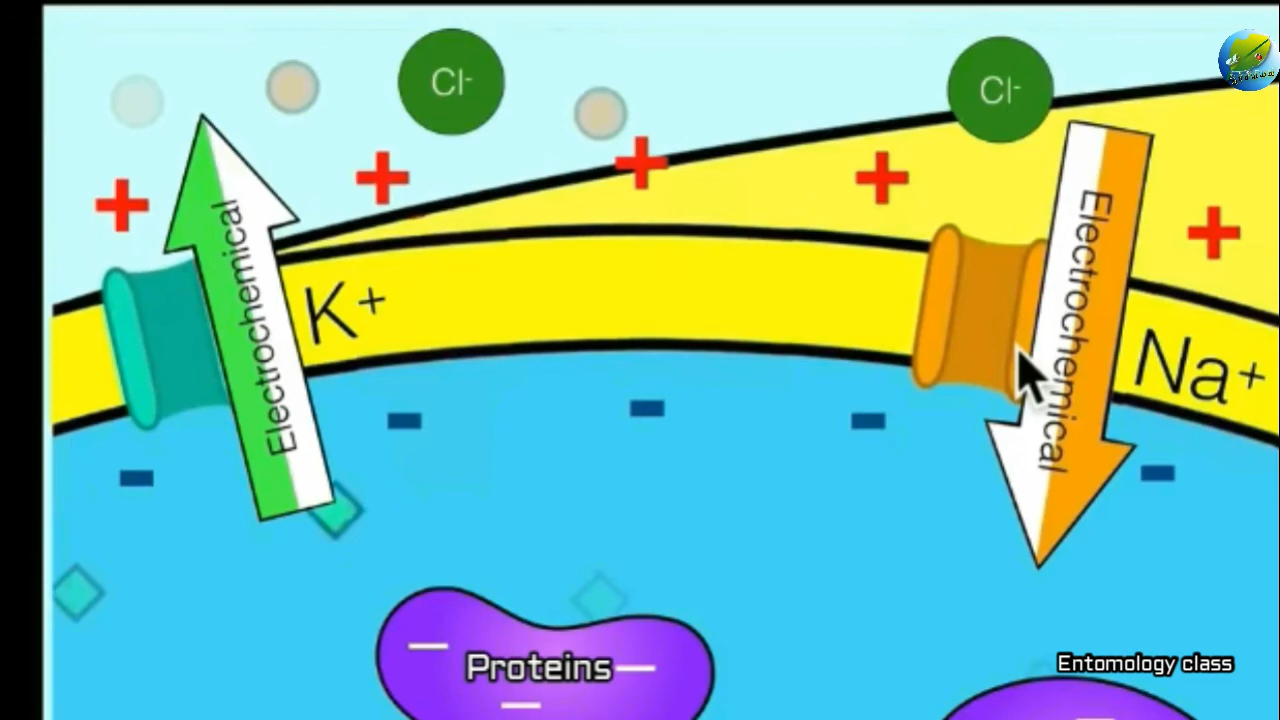 Cl-
Cl-
Electrochemical
K+
Electrochemical
Na+
Proteins
Entomology class